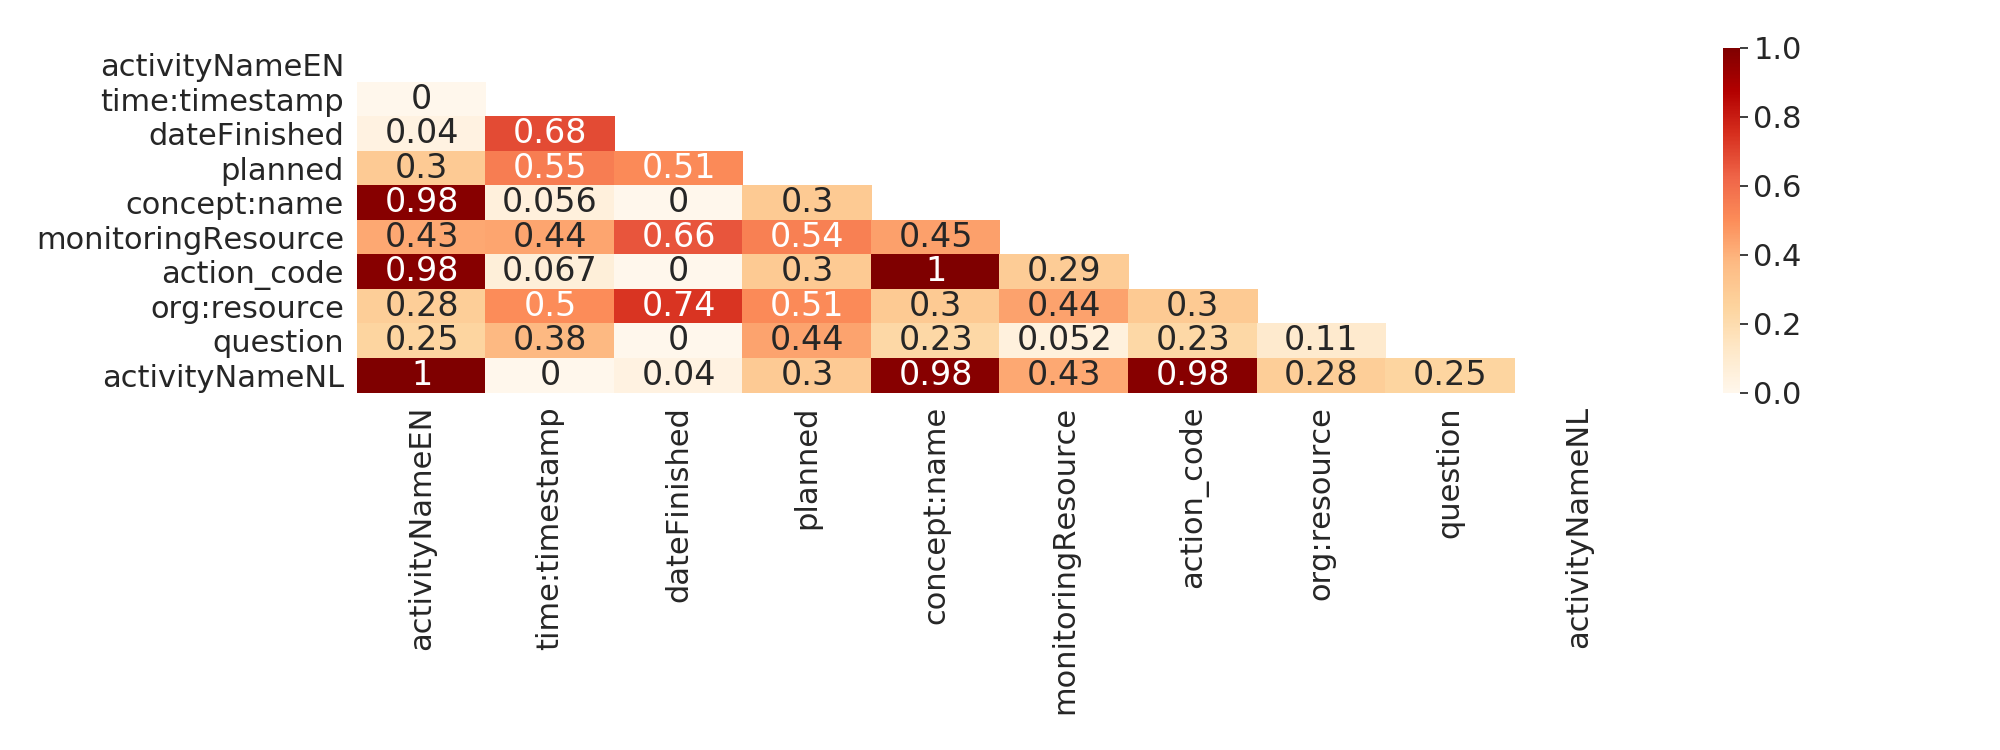 activityNameEN
time:timestamp 0
dateFinished 0.04 0.68
planned 0.3 0.55 0.51
concept:name 0.98 0.056 0 0.3
monitoringResource 0.43 0.44 0.66 0.54 0.45
action_code 0.98 0.067 0 0.3 1 0.29
org:resource 0.28 0.5 0.74 0.51 0.3 0.44 0.3
question 0.25 0.38 0 0.44 0.23 0.052 0.23 0.11
activityNameNL 1 0 0.04 0.3 0.98 0.43 0.98 0.28 0.25
activityNameEN
time:timestamp
dateFinished
planned
concept:name
monitoringResource
action_code
org:resource
question
activityNameNL
1.0
0.8
0.6
0.4
0.2
0.0